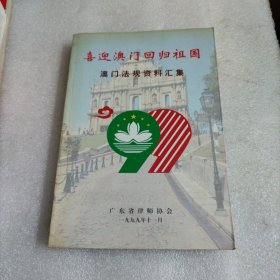 喜迎澳门回归祖国
澳门法规资料汇集
广东省律师协会
一九九九年十一月